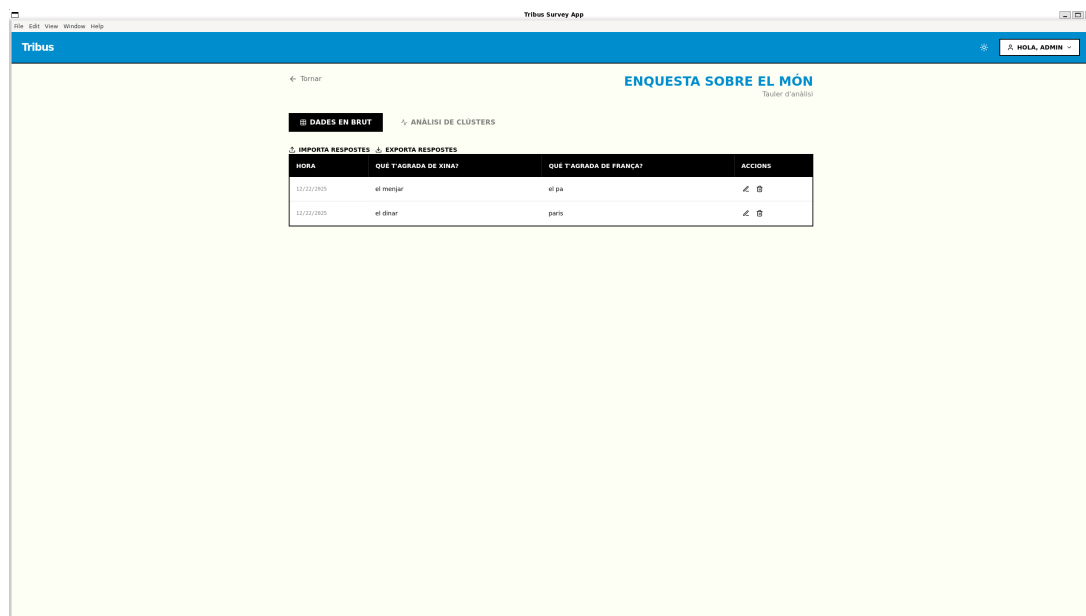 Tribus Survey App
File Edit View Window Help
Tribus
HOLA, ADMIN
Tornar
ENQUESTA SOBRE EL MÓN
Tauler d'anàlisi
DADES EN BRUT
ANÀLISI DE CLÚSTERS
IMPORTA RESPOSTES EXPORTA RESPOSTES
HORA QUÈ T'AGRADA DE XINA? QUÈ T'AGRADA DE FRANÇA? ACCIONS
12/22/2025 el menjar el pa
12/22/2025 el dinar paris